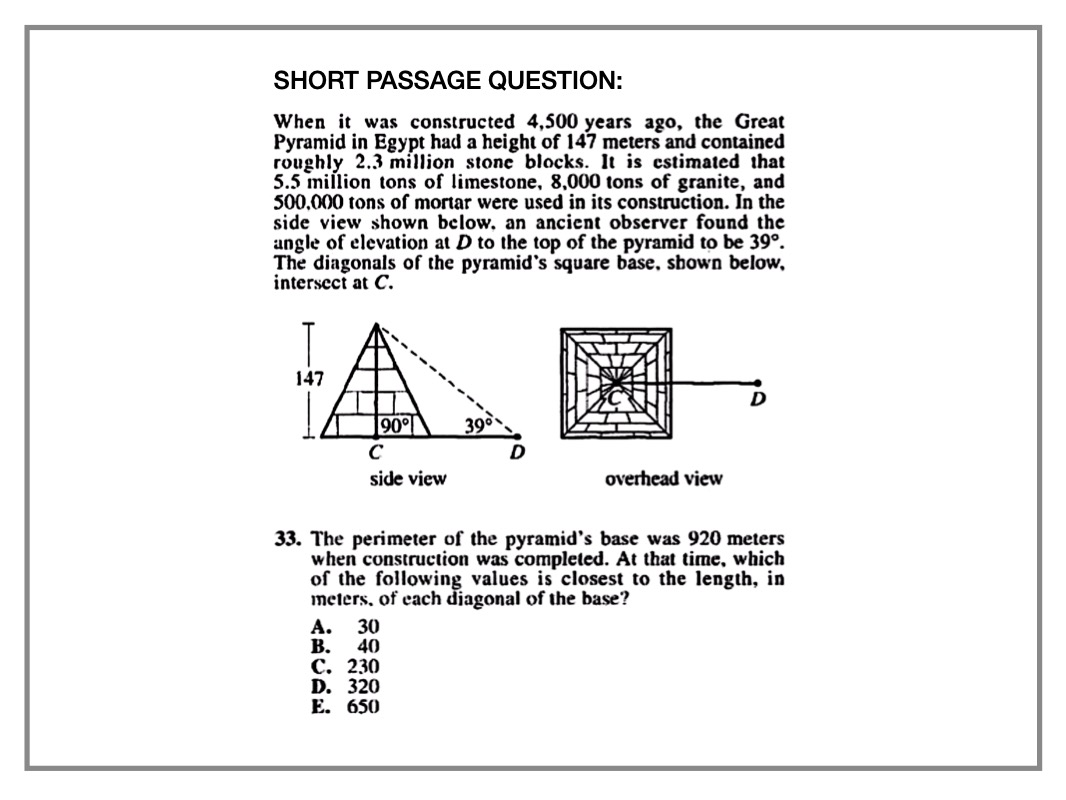 SHORT PASSAGE QUESTION:
When it was constructed 4,500 years ago, the Great
Pyramid in Egypt had a height of 147 meters and contained
roughly 2.3 million stone blocks. It is estimated that
5.5 million tons of limestone, 8,000 tons of granite, and
500,000 tons of mortar were used in its construction. In the
side view shown below, an ancient observer found the
angle of elevation at D to the top of the pyramid to be 39°.
The diagonals of the pyramid's square base, shown below,
intersect at C.
147
90°
39°
C
D
side view
C
D
overhead view
33. The perimeter of the pyramid's base was 920 meters
when construction was completed. At that time, which
of the following values is closest to the length, in
meters, of each diagonal of the base?
A. 30
B. 40
C. 230
D. 320
E. 650